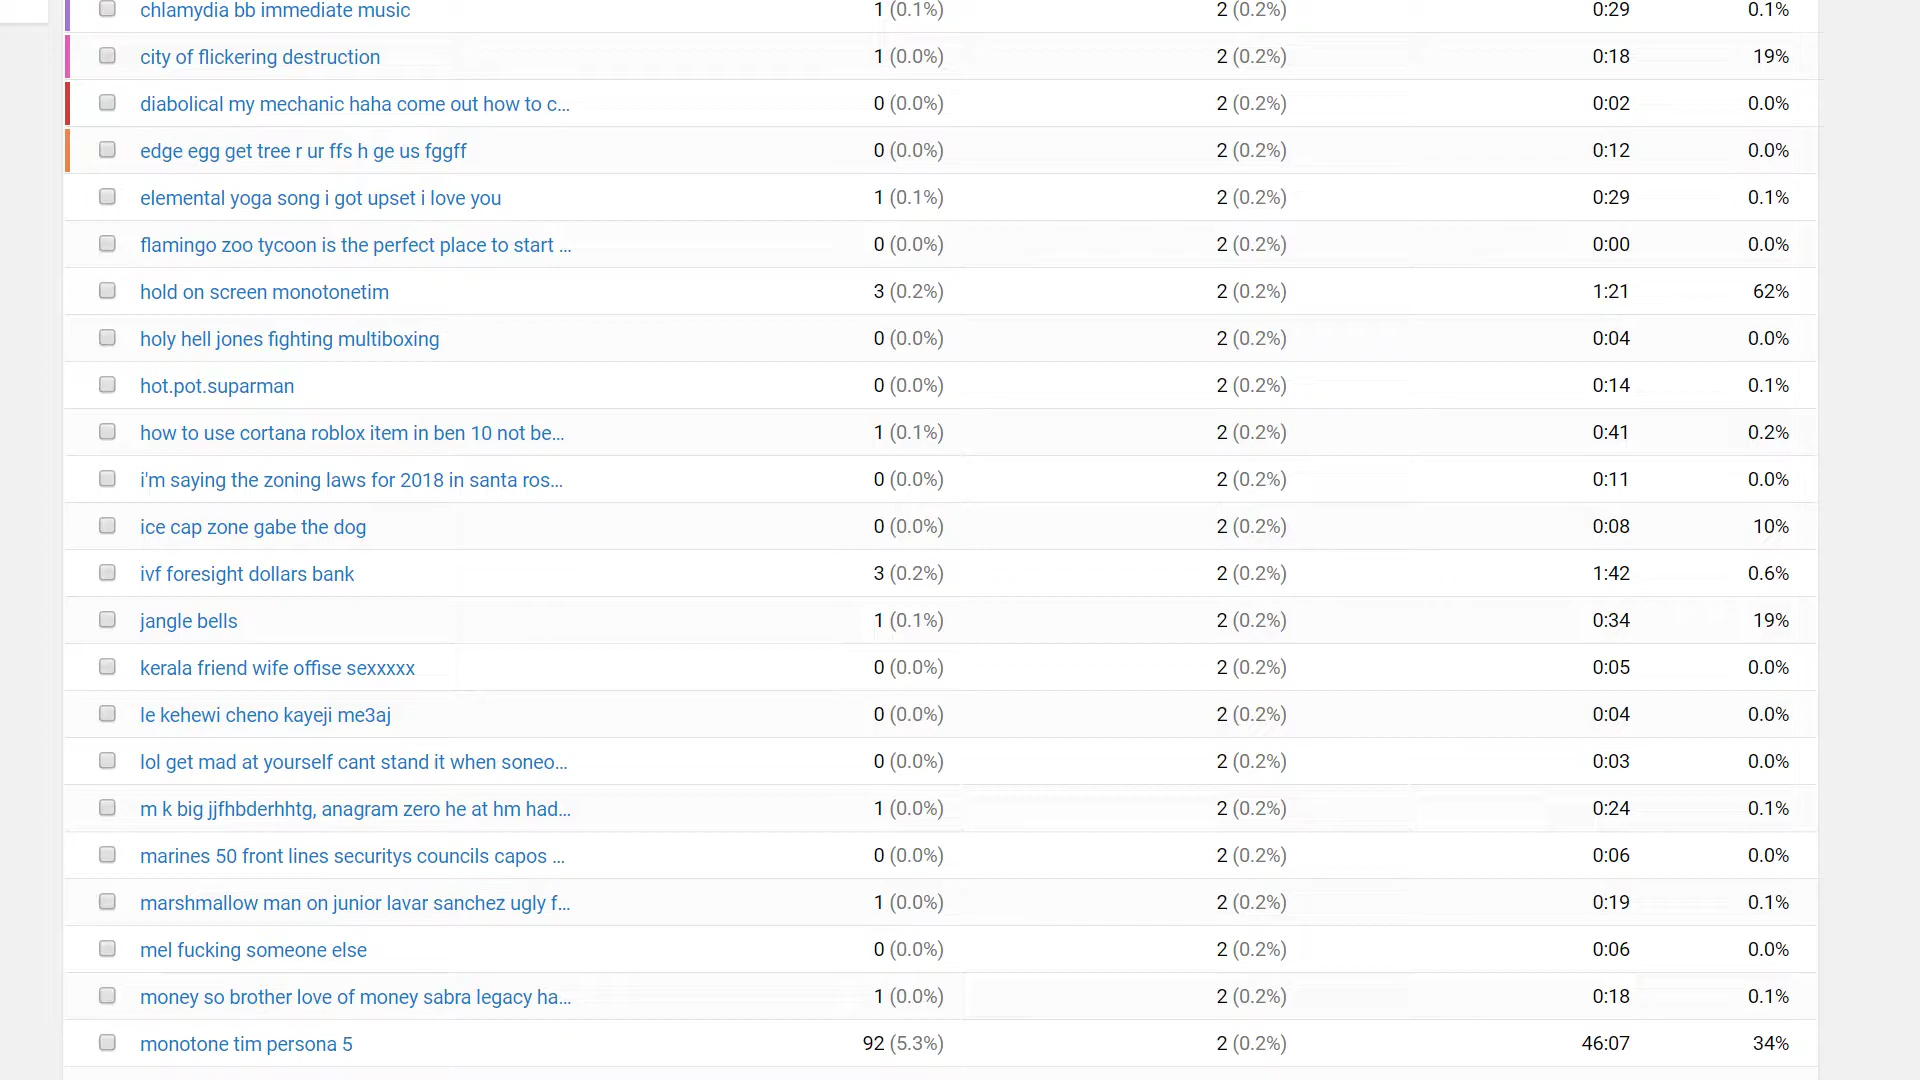 chlamydia bb immediate music 1 (0.1%) 2 (0.2%) 0:29 0.1%
city of flickering destruction 1 (0.0%) 2 (0.2%) 0:18 19%
diabolical my mechanic haha come out how to c... 0 (0.0%) 2 (0.2%) 0:02 0.0%
edge egg get tree r ur ffs h ge us fggff 0 (0.0%) 2 (0.2%) 0:12 0.0%
elemental yoga song i got upset i love you 1 (0.1%) 2 (0.2%) 0:29 0.1%
flamingo zoo tycoon is the perfect place to start ... 0 (0.0%) 2 (0.2%) 0:00 0.0%
hold on screen monotonetim 3 (0.2%) 2 (0.2%) 1:21 62%
holy hell jones fighting multiboxing 0 (0.0%) 2 (0.2%) 0:04 0.0%
hot.pot.suparman 0 (0.0%) 2 (0.2%) 0:14 0.1%
how to use cortana roblox item in ben 10 not be... 1 (0.1%) 2 (0.2%) 0:41 0.2%
i'm saying the zoning laws for 2018 in santa ros... 0 (0.0%) 2 (0.2%) 0:11 0.0%
ice cap zone gabe the dog 0 (0.0%) 2 (0.2%) 0:08 10%
ivf foresight dollars bank 3 (0.2%) 2 (0.2%) 1:42 0.6%
jangle bells 1 (0.1%) 2 (0.2%) 0:34 19%
kerala friend wife offise sexxxxx 0 (0.0%) 2 (0.2%) 0:05 0.0%
le kehewi cheno kayeji me3aj 0 (0.0%) 2 (0.2%) 0:04 0.0%
lol get mad at yourself cant stand it when soneo... 0 (0.0%) 2 (0.2%) 0:03 0.0%
m k big jjfhbderhhtg, anagram zero he at hm had... 1 (0.0%) 2 (0.2%) 0:24 0.1%
marines 50 front lines securitys councils capos ... 0 (0.0%) 2 (0.2%) 0:06 0.0%
marshmallow man on junior lavar sanchez ugly f... 1 (0.0%) 2 (0.2%) 0:19 0.1%
mel fucking someone else 0 (0.0%) 2 (0.2%) 0:06 0.0%
money so brother love of money sabra legacy ha... 1 (0.0%) 2 (0.2%) 0:18 0.1%
monotone tim persona 5 92 (5.3%) 2 (0.2%) 46:07 34%